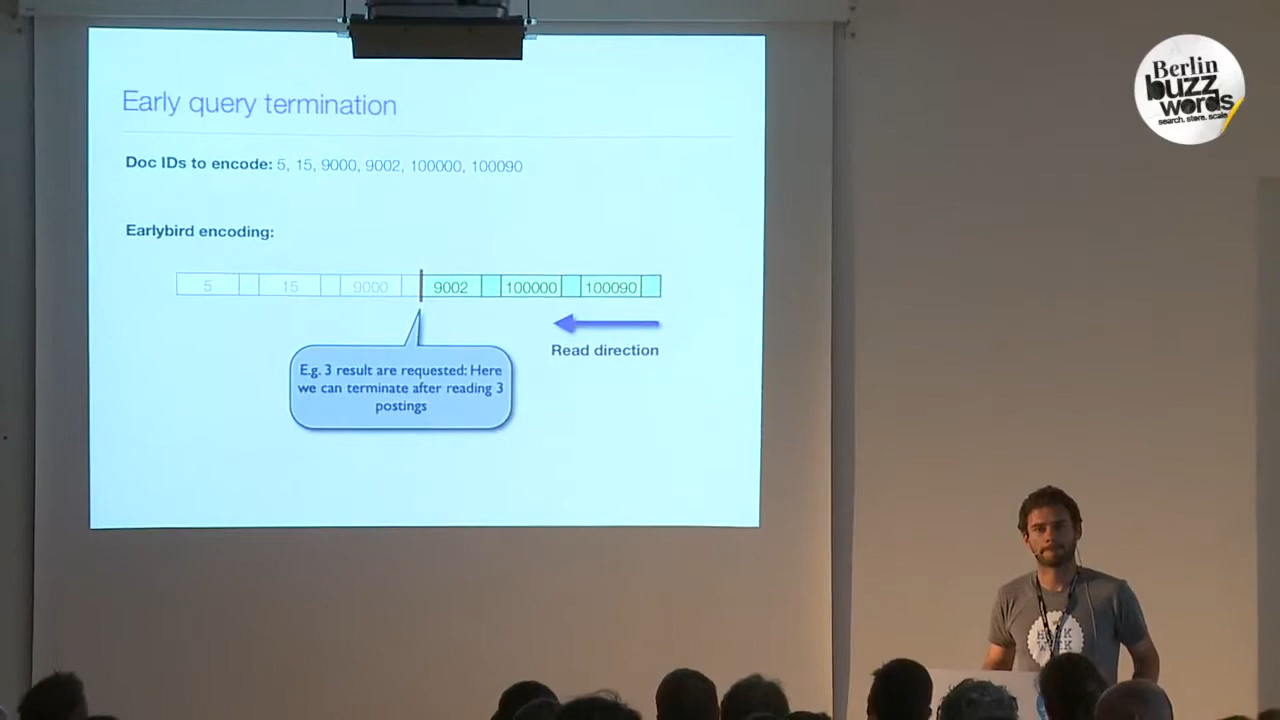 Early query termination
Doc IDs to encode: 5, 15, 9000, 9002, 100000, 100090
Earlybird encoding:
5 15 9000 9002 100000 100090
Read direction
E.g. 3 result are requested: Here
we can terminate after reading 3
postings
Berlin
buzz
words
search. store. scale
HACK
WEEK